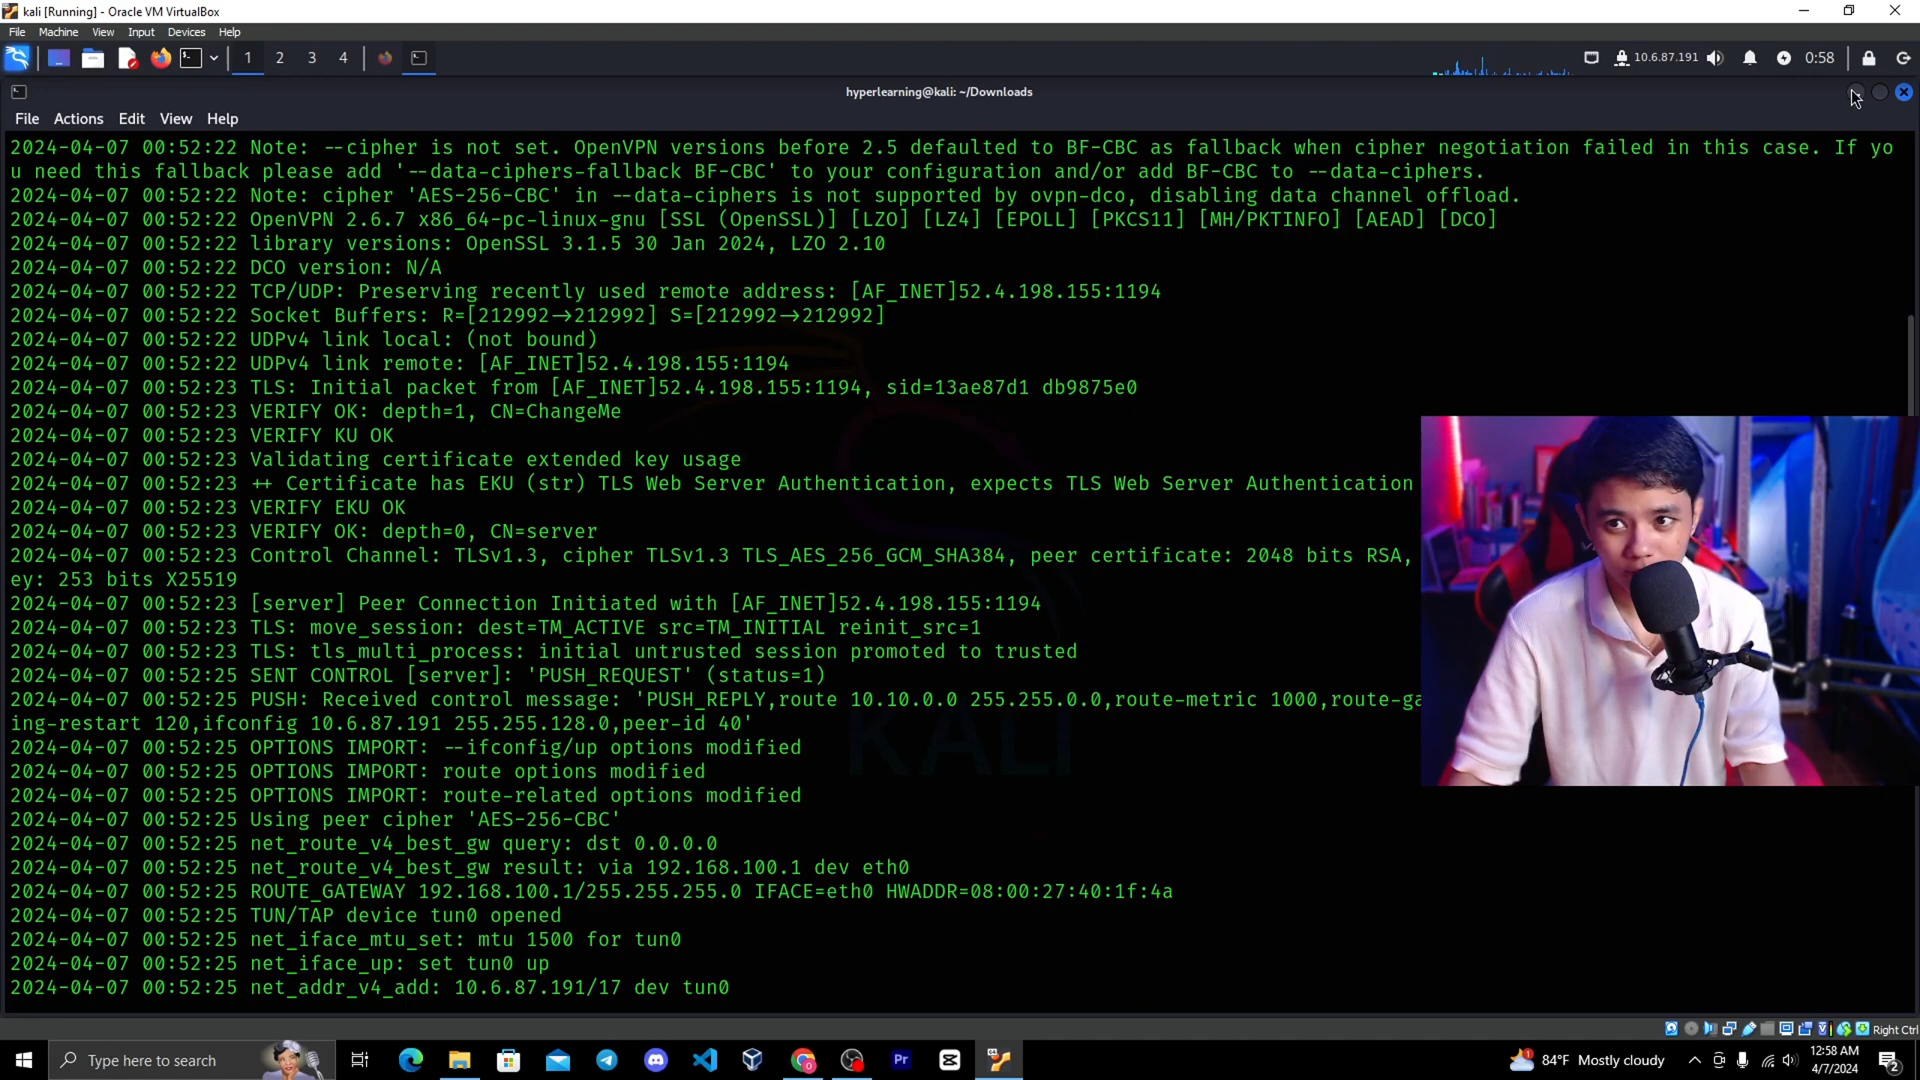 kali [Running] - Oracle VM VirtualBox
File Machine View Input Devices Help
1 2 3 4 10.6.87.191 0:58
hyperlearning@kali: ~/Downloads
File Actions Edit View Help
2024-04-07 00:52:22 Note: --cipher is not set. OpenVPN versions before 2.5 defaulted to BF-CBC as fallback when cipher negotiation failed in this case. If yo
u need this fallback please add '--data-ciphers-fallback BF-CBC' to your configuration and/or add BF-CBC to --data-ciphers.
2024-04-07 00:52:22 Note: cipher 'AES-256-CBC' in --data-ciphers is not supported by ovpn-dco, disabling data channel offload.
2024-04-07 00:52:22 OpenVPN 2.6.7 x86_64-pc-linux-gnu [SSL (OpenSSL)] [LZO] [LZ4] [EPOLL] [PKCS11] [MH/PKTINFO] [AEAD] [DCO]
2024-04-07 00:52:22 library versions: OpenSSL 3.1.5 30 Jan 2024, LZO 2.10
2024-04-07 00:52:22 DCO version: N/A
2024-04-07 00:52:22 TCP/UDP: Preserving recently used remote address: [AF_INET]52.4.198.155:1194
2024-04-07 00:52:22 Socket Buffers: R=[212992→212992] S=[212992→212992]
2024-04-07 00:52:22 UDPv4 link local: (not bound)
2024-04-07 00:52:22 UDPv4 link remote: [AF_INET]52.4.198.155:1194
2024-04-07 00:52:23 TLS: Initial packet from [AF_INET]52.4.198.155:1194, sid=13ae87d1 db9875e0
2024-04-07 00:52:23 VERIFY OK: depth=1, CN=ChangeMe
2024-04-07 00:52:23 VERIFY KU OK
2024-04-07 00:52:23 Validating certificate extended key usage
2024-04-07 00:52:23 ++ Certificate has EKU (str) TLS Web Server Authentication, expects TLS Web Server Authentication
2024-04-07 00:52:23 VERIFY EKU OK
2024-04-07 00:52:23 VERIFY OK: depth=0, CN=server
2024-04-07 00:52:23 Control Channel: TLSv1.3, cipher TLSv1.3 TLS_AES_256_GCM_SHA384, peer certificate: 2048 bits RSA,
ey: 253 bits X25519
2024-04-07 00:52:23 [server] Peer Connection Initiated with [AF_INET]52.4.198.155:1194
2024-04-07 00:52:23 TLS: move_session: dest=TM_ACTIVE src=TM_INITIAL reinit_src=1
2024-04-07 00:52:23 TLS: tls_multi_process: initial untrusted session promoted to trusted
2024-04-07 00:52:25 SENT CONTROL [server]: 'PUSH_REQUEST' (status=1)
2024-04-07 00:52:25 PUSH: Received control message: 'PUSH_REPLY,route 10.10.0.0 255.255.0.0,route-metric 1000,route-ga
ing-restart 120,ifconfig 10.6.87.191 255.255.128.0,peer-id 40'
2024-04-07 00:52:25 OPTIONS IMPORT: --ifconfig/up options modified
2024-04-07 00:52:25 OPTIONS IMPORT: route options modified
2024-04-07 00:52:25 OPTIONS IMPORT: route-related options modified
2024-04-07 00:52:25 Using peer cipher 'AES-256-CBC'
2024-04-07 00:52:25 net_route_v4_best_gw query: dst 0.0.0.0
2024-04-07 00:52:25 net_route_v4_best_gw result: via 192.168.100.1 dev eth0
2024-04-07 00:52:25 ROUTE_GATEWAY 192.168.100.1/255.255.255.0 IFACE=eth0 HWADDR=08:00:27:40:1f:4a
2024-04-07 00:52:25 TUN/TAP device tun0 opened
2024-04-07 00:52:25 net_iface_mtu_set: mtu 1500 for tun0
2024-04-07 00:52:25 net_iface_up: set tun0 up
2024-04-07 00:52:25 net_addr_v4_add: 10.6.87.191/17 dev tun0
KALI
Right Ctrl
Type here to search
Pr
84°F Mostly cloudy
12:58 AM
4/7/2024
2